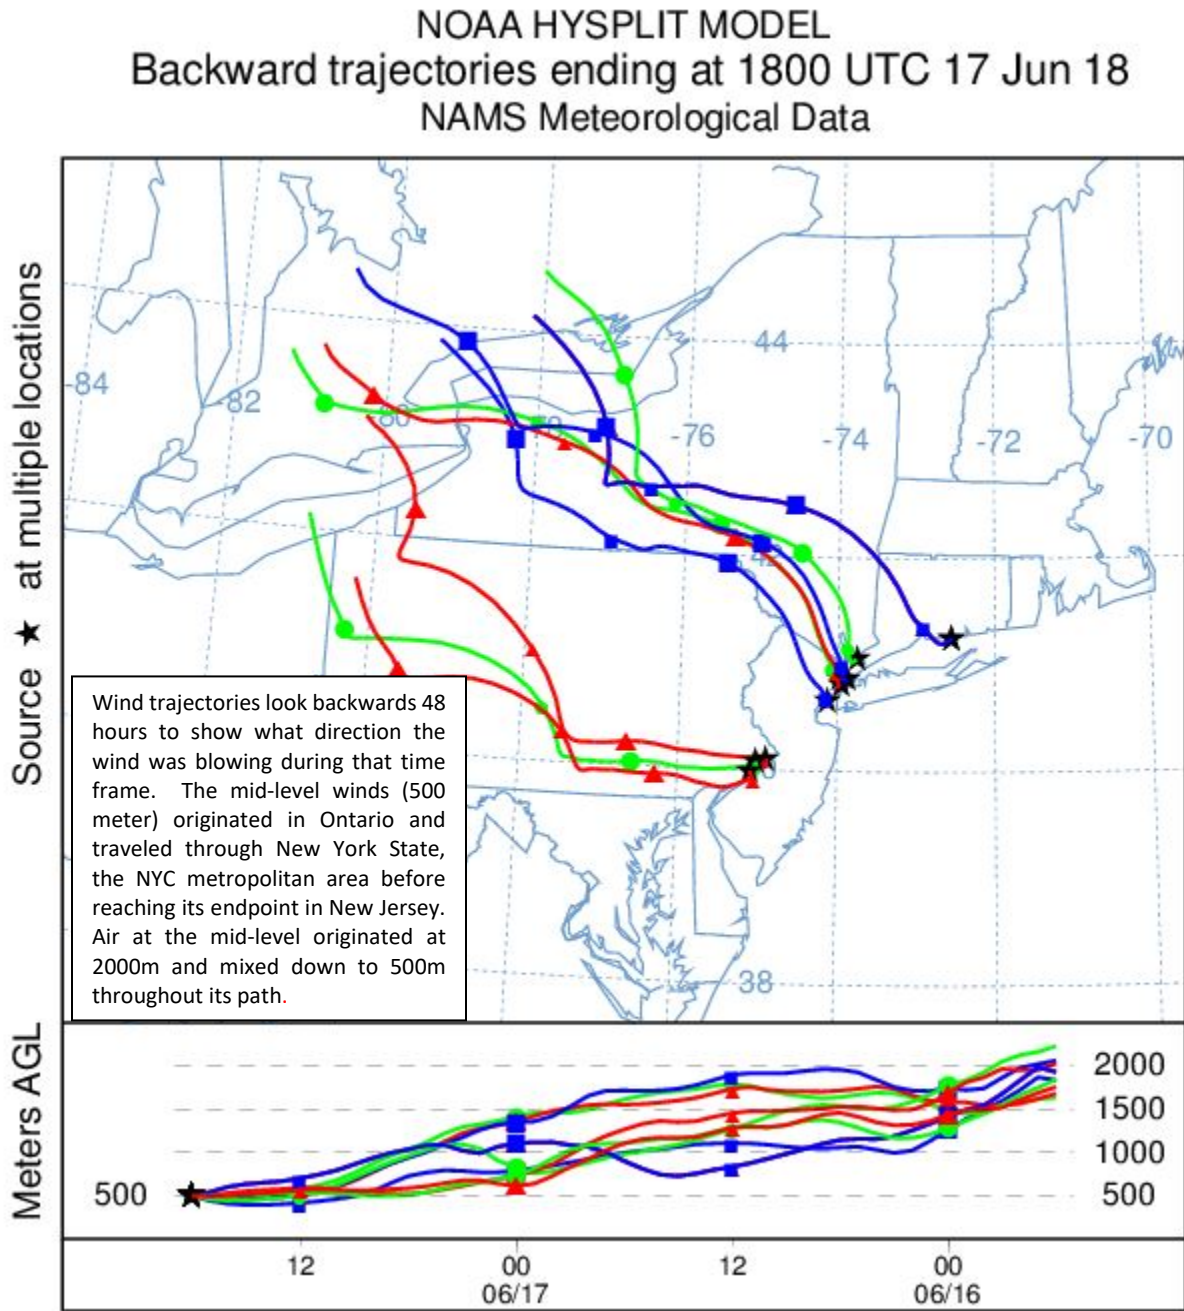 NOAA HYSPLIT MODEL
Backward trajectories ending at 1800 UTC 17 Jun 18
NAMS Meteorological Data
Source ★ at multiple locations
44
-84
-82
-80
-76
-74
-72
-70
42
38
Wind trajectories look backwards 48
hours to show what direction the
wind was blowing during that time
frame. The mid-level winds (500
meter) originated in Ontario and
traveled through New York State,
the NYC metropolitan area before
reaching its endpoint in New Jersey.
Air at the mid-level originated at
2000m and mixed down to 500m
throughout its path.
Meters AGL
2000
1500
1000
500 500
12 00 12 00
06/17 06/16